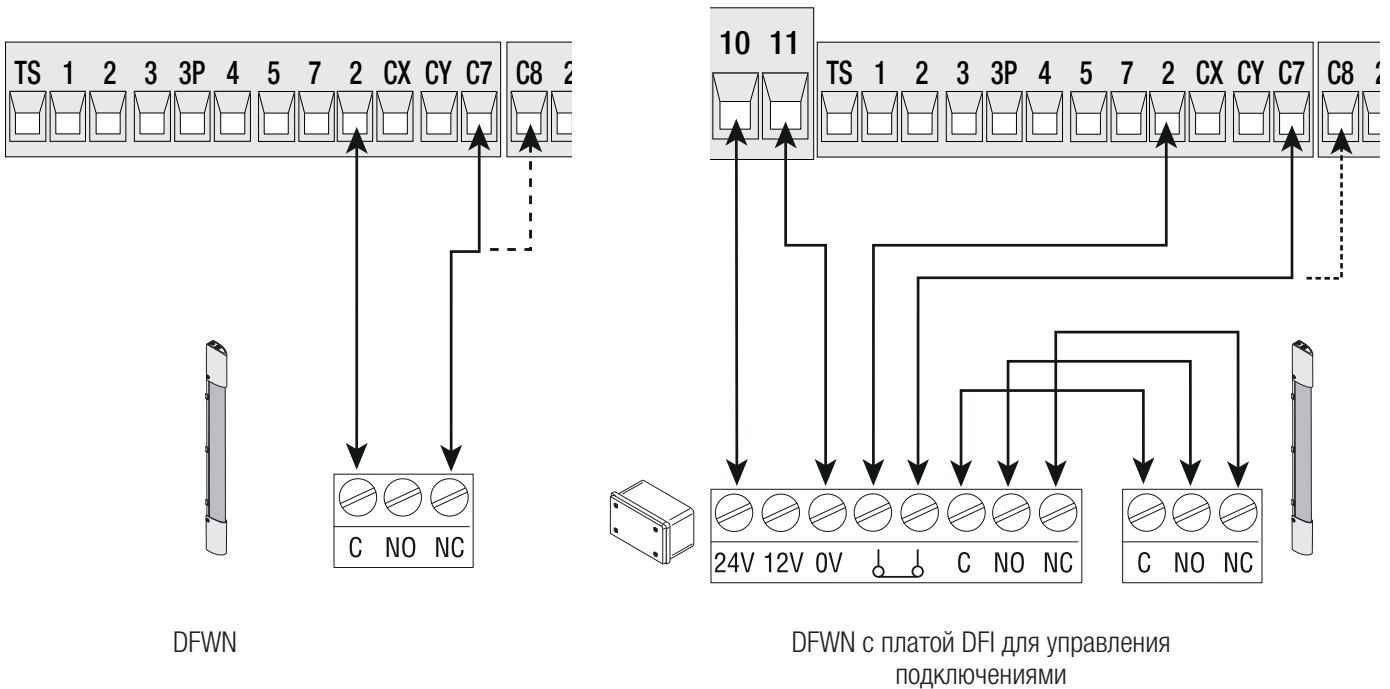 10 11
TS 1 2 3 3P 4 5 7 2 CX CY C7 C8 2
TS 1 2 3 3P 4 5 7 2 CX CY C7 C8
C NO NC
24V 12V 0V C NO NC
C NO NC
DFWN
DFWN с платой DFI для управления
подключениями